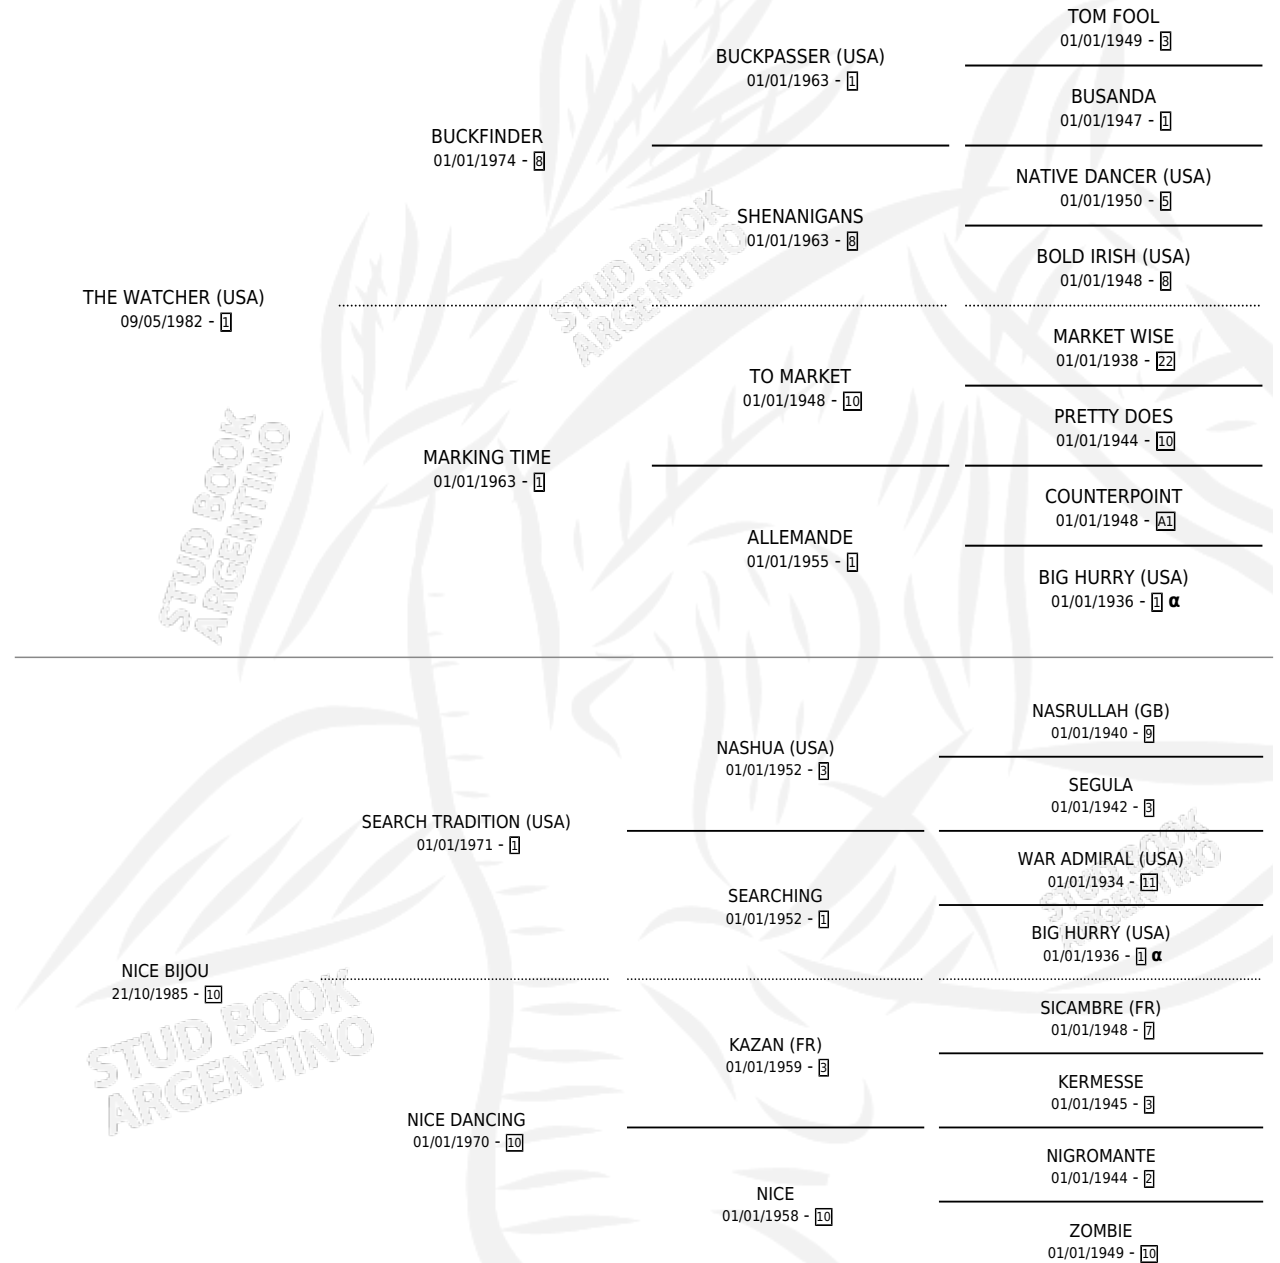 TOM FOOL
01/01/1949 - 3
BUCKPASSER (USA)
01/01/1963 - 1
BUSANDA
01/01/1947 - 1
BUCKFINDER
01/01/1974 - 8
NATIVE DANCER (USA)
01/01/1950 - 5
SHENANIGANS
01/01/1963 - 8
BOLD IRISH (USA)
01/01/1948 - 8
THE WATCHER (USA)
09/05/1982 - 1
MARKET WISE
01/01/1938 - 22
TO MARKET
01/01/1948 - 10
PRETTY DOES
01/01/1944 - 10
MARKING TIME
01/01/1963 - 1
COUNTERPOINT
01/01/1948 - A1
ALLEMANDE
01/01/1955 - 1
BIG HURRY (USA)
01/01/1936 - 1 α
NASRULLAH (GB)
01/01/1940 - 9
NASHUA (USA)
01/01/1952 - 3
SEGULA
01/01/1942 - 3
SEARCH TRADITION (USA)
01/01/1971 - 1
WAR ADMIRAL (USA)
01/01/1934 - 11
SEARCHING
01/01/1952 - 1
BIG HURRY (USA)
01/01/1936 - 1 α
NICE BIJOU
21/10/1985 - 10
SICAMBRE (FR)
01/01/1948 - 7
KAZAN (FR)
01/01/1959 - 3
KERMESSE
01/01/1945 - 3
NICE DANCING
01/01/1970 - 10
NIGROMANTE
01/01/1944 - 2
NICE
01/01/1958 - 10
ZOMBIE
01/01/1949 - 10
STUD BOOK
ARGENTINO
STUD BOOK
ARGENTINO
STUD BOOK
ARGENTINO
STUD BOOK
ARGENTINO